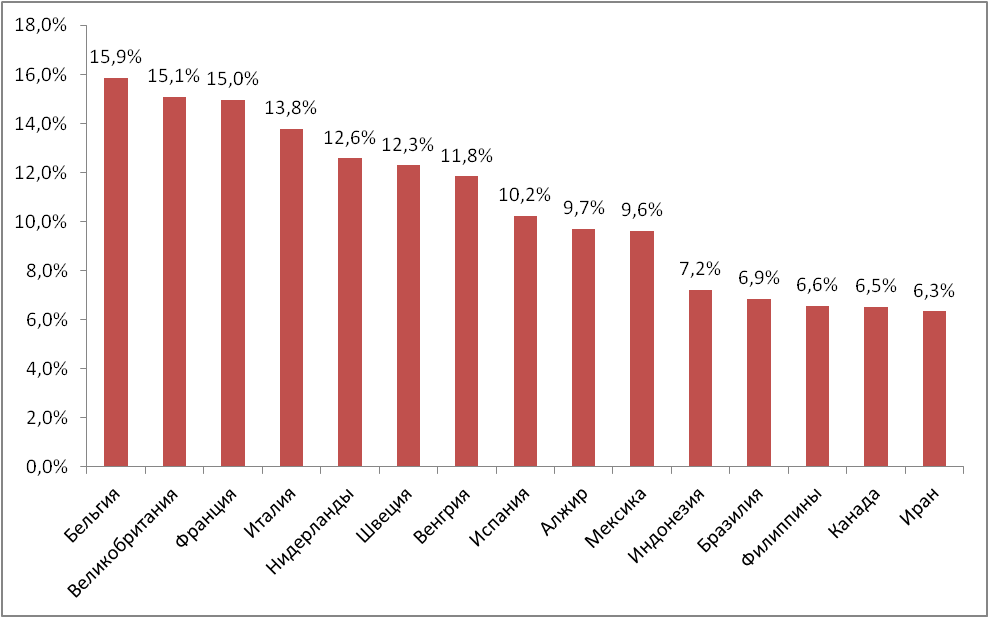 18,0%
16,0%
14,0%
12,0%
10,0%
8,0%
6,0%
4,0%
2,0%
0,0%
15,9%
15,1%
15,0%
13,8%
12,6%
12,3%
11,8%
10,2%
9,7%
9,6%
7,2%
6,9%
6,6%
6,5%
6,3%
Бельгия
Великобритания
Франция
Италия
Нидерланды
Швеция
Венгрия
Испания
Алжир
Мексика
Индонезия
Бразилия
Филиппины
Канада
Иран